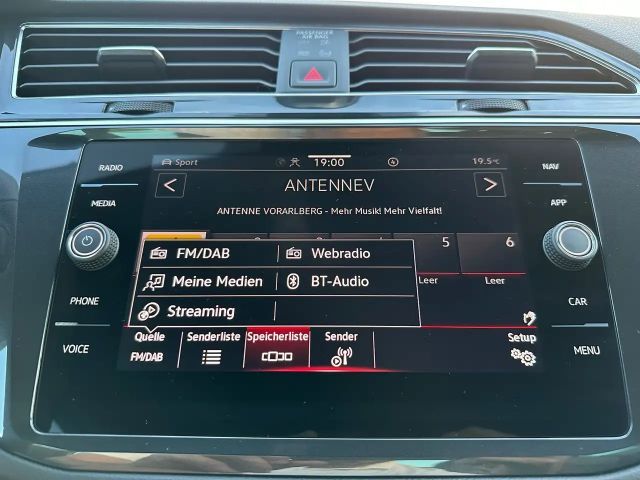 PASSENGER
AIR BAG
RADIO
MEDIA
PHONE
VOICE
NAV
APP
CAR
MENU
Sport
19:00
19.5°C
< ANTENNEV >
ANTENNE VORARLBERG - Mehr Musik! Mehr Vielfalt!
5 6
Leer Leer
FM/DAB Webradio
Meine Medien BT-Audio
Streaming
Quelle Senderliste Speicherliste Sender Setup
FM/DAB